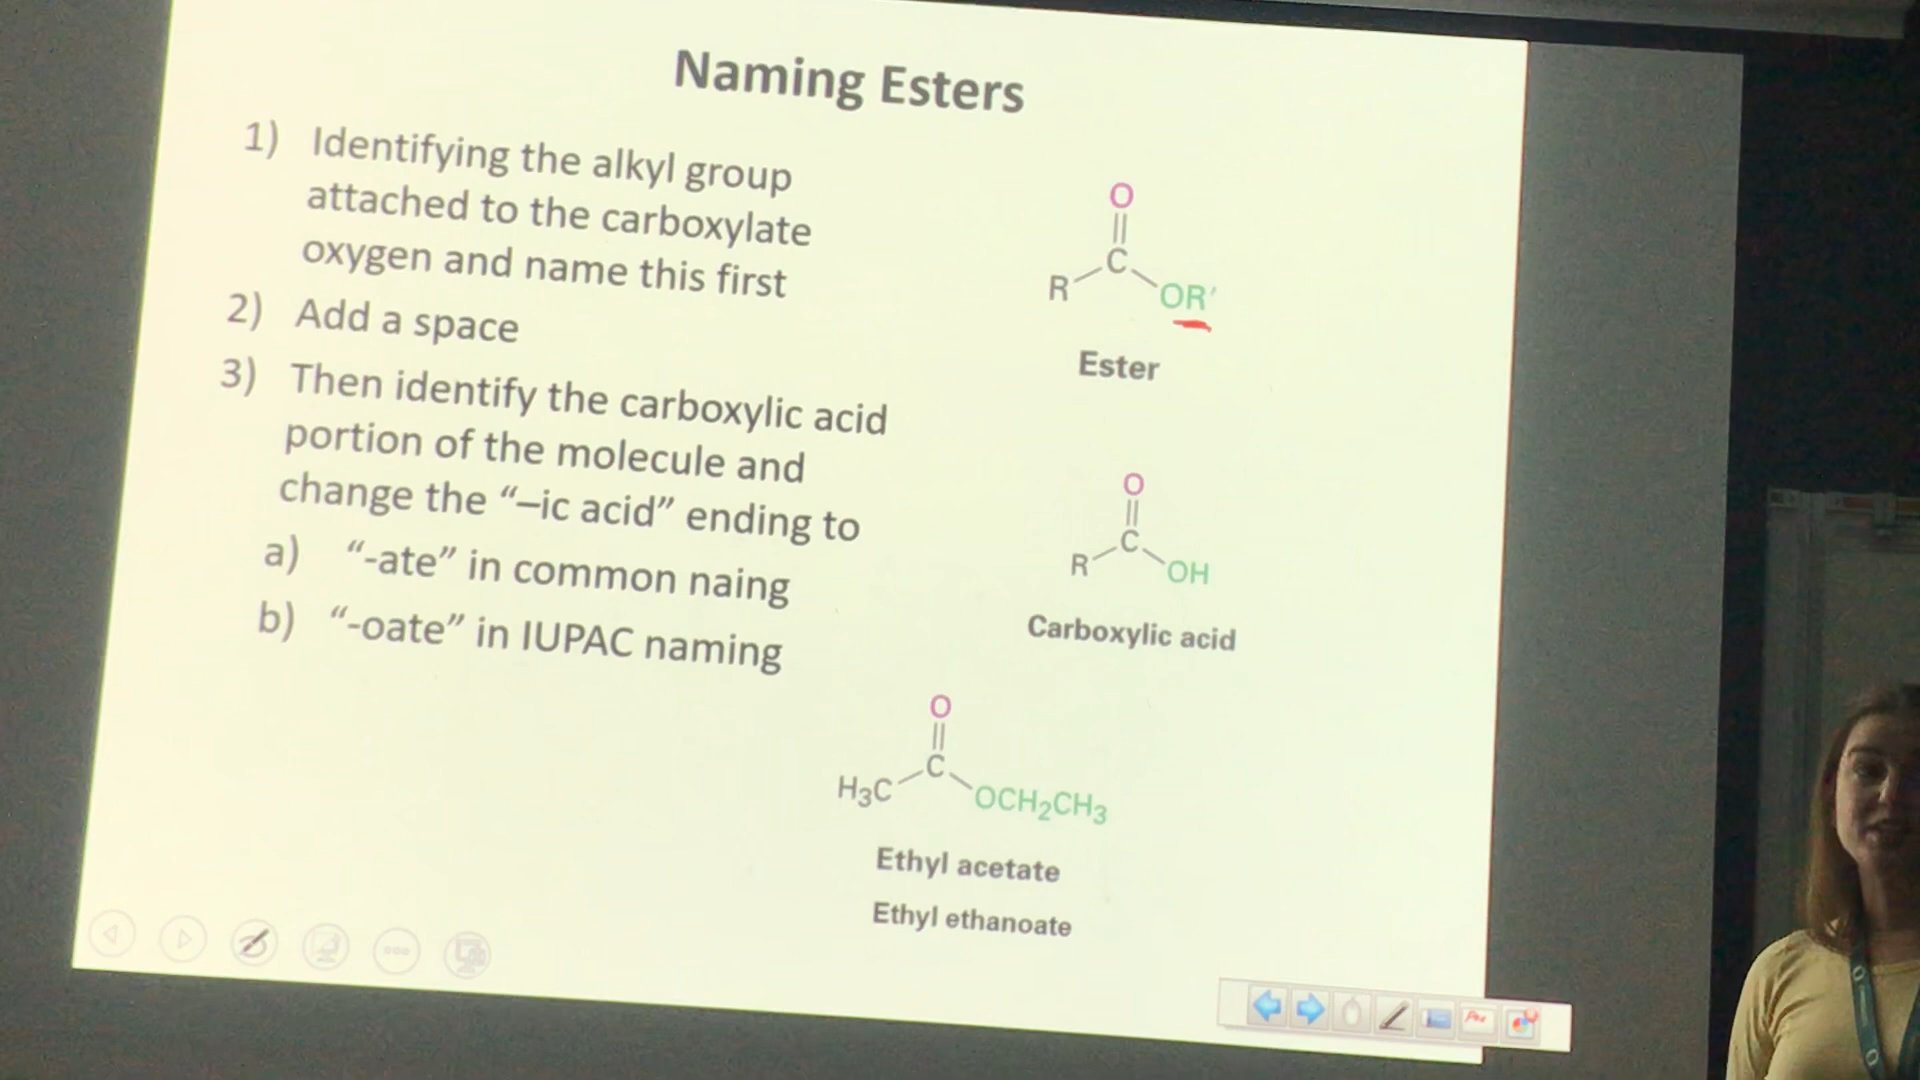 Naming Esters
1) Identifying the alkyl group
attached to the carboxylate
oxygen and name this first
2) Add a space
3) Then identify the carboxylic acid
portion of the molecule and
change the “–ic acid” ending to
a) “-ate” in common naing
b) “-oate” in IUPAC naming
O
C
R
OR′
Ester
O
C
R
OH
Carboxylic acid
O
C
H3C
OCH2CH3
Ethyl acetate
Ethyl ethanoate